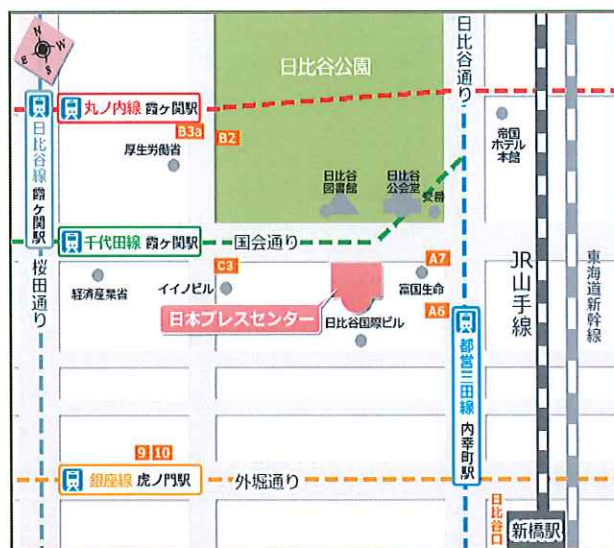 N
W
E
S
日比谷公園
日比谷通り
丸ノ内線 霞ヶ関駅
B3a
B2
厚生労働省
日比谷線 霞ヶ関駅
帝国
ホテル
本館
日比谷
図書館
日比谷
公会堂
交番
千代田線 霞ヶ関駅
国会通り
桜田通り
経済産業省
C3
イイノビル
A7
富国生命
日本プレスセンター
A6
日比谷国際ビル
JR山手線
東海道新幹線
都営三田線 内幸町駅
9 10
銀座線 虎ノ門駅
外堀通り
日比谷口
新橋駅